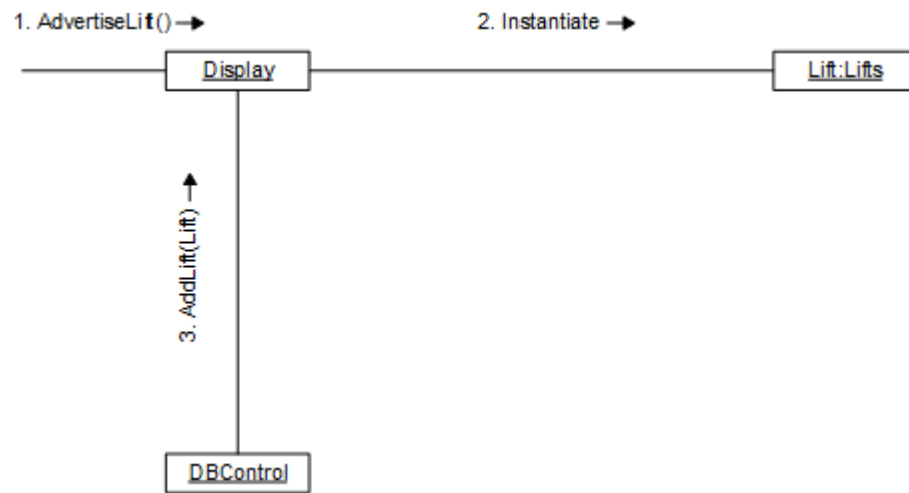 1. AdvertiseLift()
2. Instantiate
Display
Lift:Lifts
3. AddLift(Lift)
DBControl